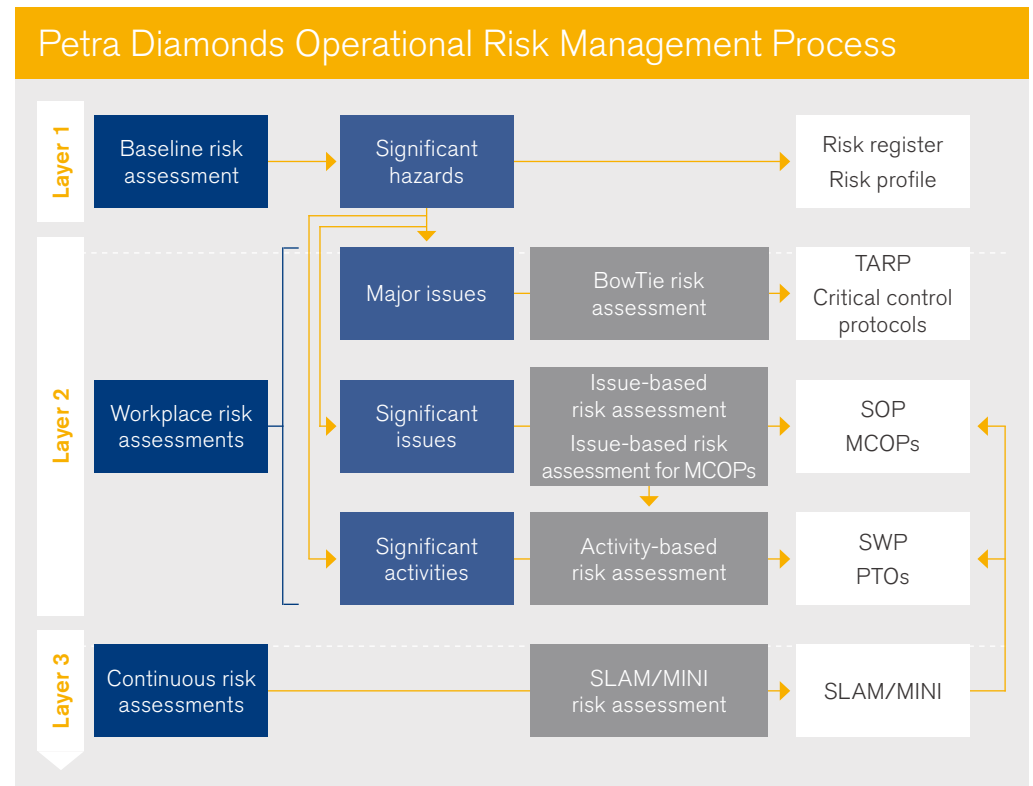 Petra Diamonds Operational Risk Management Process
Layer 1
Baseline risk
assessment
Significant
hazards
Risk register
Risk profile
Layer 2
Workplace risk
assessments
Major issues
BowTie risk
assessment
TARP
Critical control
protocols
Significant
issues
Issue-based
risk assessment
Issue-based risk
assessment for MCOPs
SOP
MCOPs
Significant
activities
Activity-based
risk assessment
SWP
PTOs
Layer 3
Continuous risk
assessments
SLAM/MINI
risk assessment
SLAM/MINI